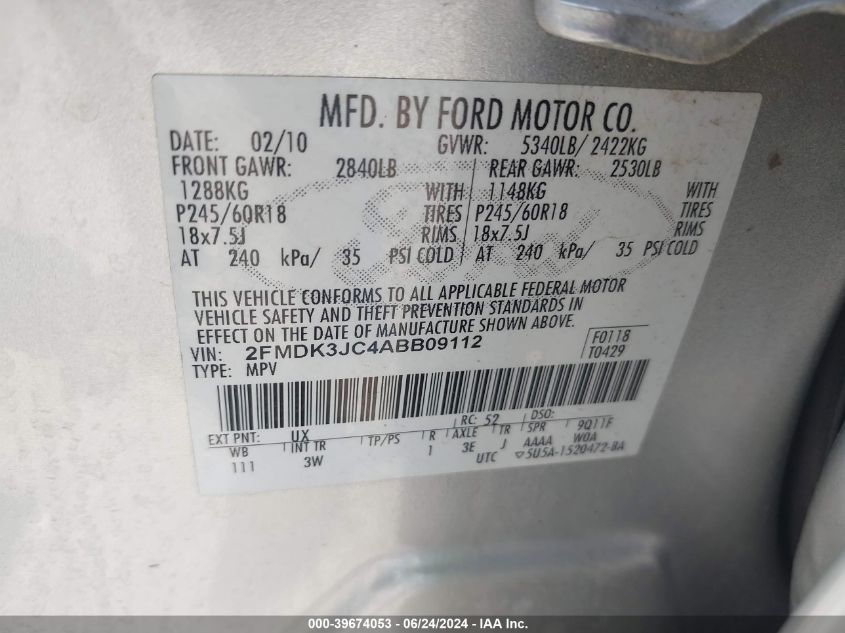 MFD. BY FORD MOTOR CO.
DATE: 02/10 GVWR: 5340LB/ 2422KG
FRONT GAWR: 2840LB REAR GAWR: 2530LB
1288KG WITH 1148KG WITH
P245/60R18 TIRES P245/60R18 TIRES
18x7.5J RIMS 18x7.5J RIMS
AT 240 kPa/ 35 PSI COLD AT 240 kPa/ 35 PSI COLD
THIS VEHICLE CONFORMS TO ALL APPLICABLE FEDERAL MOTOR
VEHICLE SAFETY AND THEFT PREVENTION STANDARDS IN
EFFECT ON THE DATE OF MANUFACTURE SHOWN ABOVE.
VIN: 2FMDK3JC4ABB09112 F0118
TYPE: MPV T0429
EXT PNT: UX RC: 52 DSO:
WB INT TR TP/PS R AXLE TR SPR 9Q11F
111 3W 1 3E J AAAA W0A
UTC ▽5U5A-1520472-BA
000-39674053 - 06/24/2024 - IAA Inc.